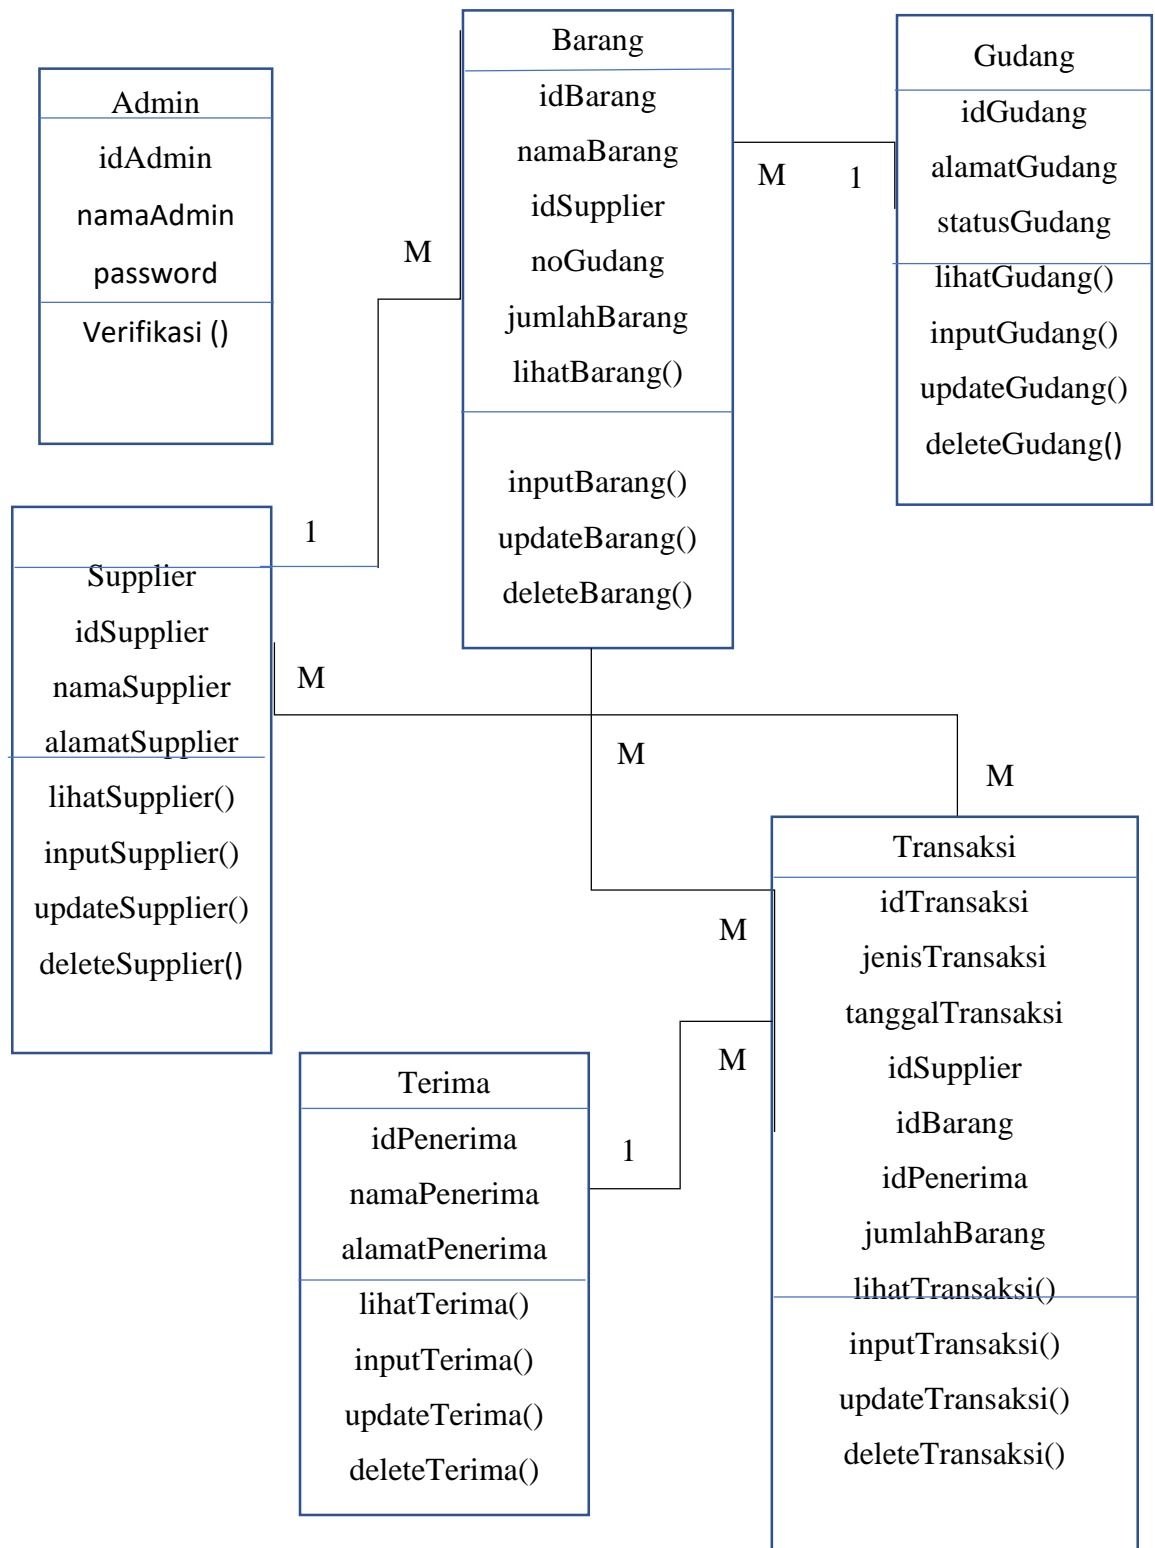 Admin
idAdmin
namaAdmin
password
Verifikasi ()
Barang
idBarang
namaBarang
idSupplier
noGudang
jumlahBarang
lihatBarang()
inputBarang()
updateBarang()
deleteBarang()
Gudang
idGudang
alamatGudang
statusGudang
lihatGudang()
inputGudang()
updateGudang()
deleteGudang()
M
1
M
1
Supplier
idSupplier
namaSupplier
alamatSupplier
lihatSupplier()
inputSupplier()
updateSupplier()
deleteSupplier()
M
M
M
M
M
1
Terima
idPenerima
namaPenerima
alamatPenerima
lihatTerima()
inputTerima()
updateTerima()
deleteTerima()
Transaksi
idTransaksi
jenisTransaksi
tanggalTransaksi
idSupplier
idBarang
idPenerima
jumlahBarang
lihatTransaksi()
inputTransaksi()
updateTransaksi()
deleteTransaksi()